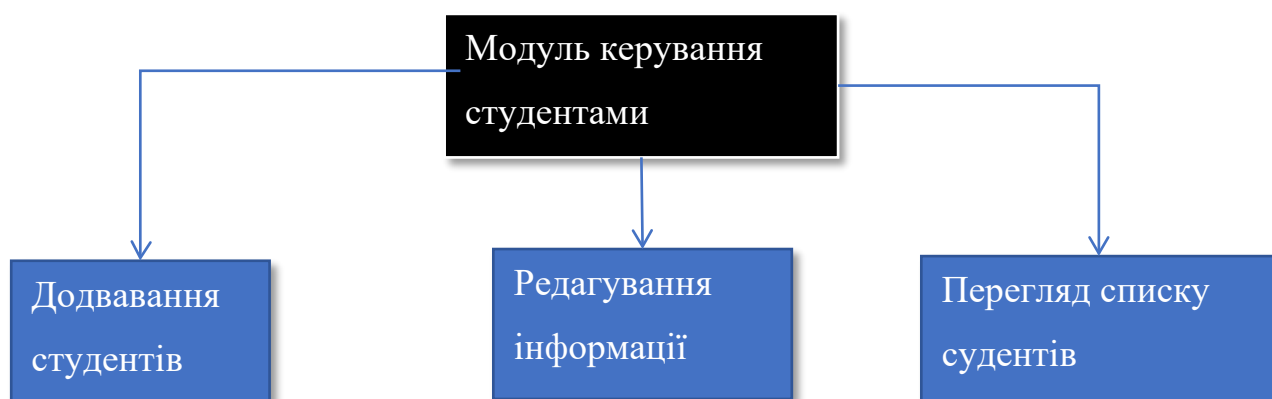 Модуль керування
студентами
Додвавання
студентів
Редагування
інформації
Перегляд списку
судентів